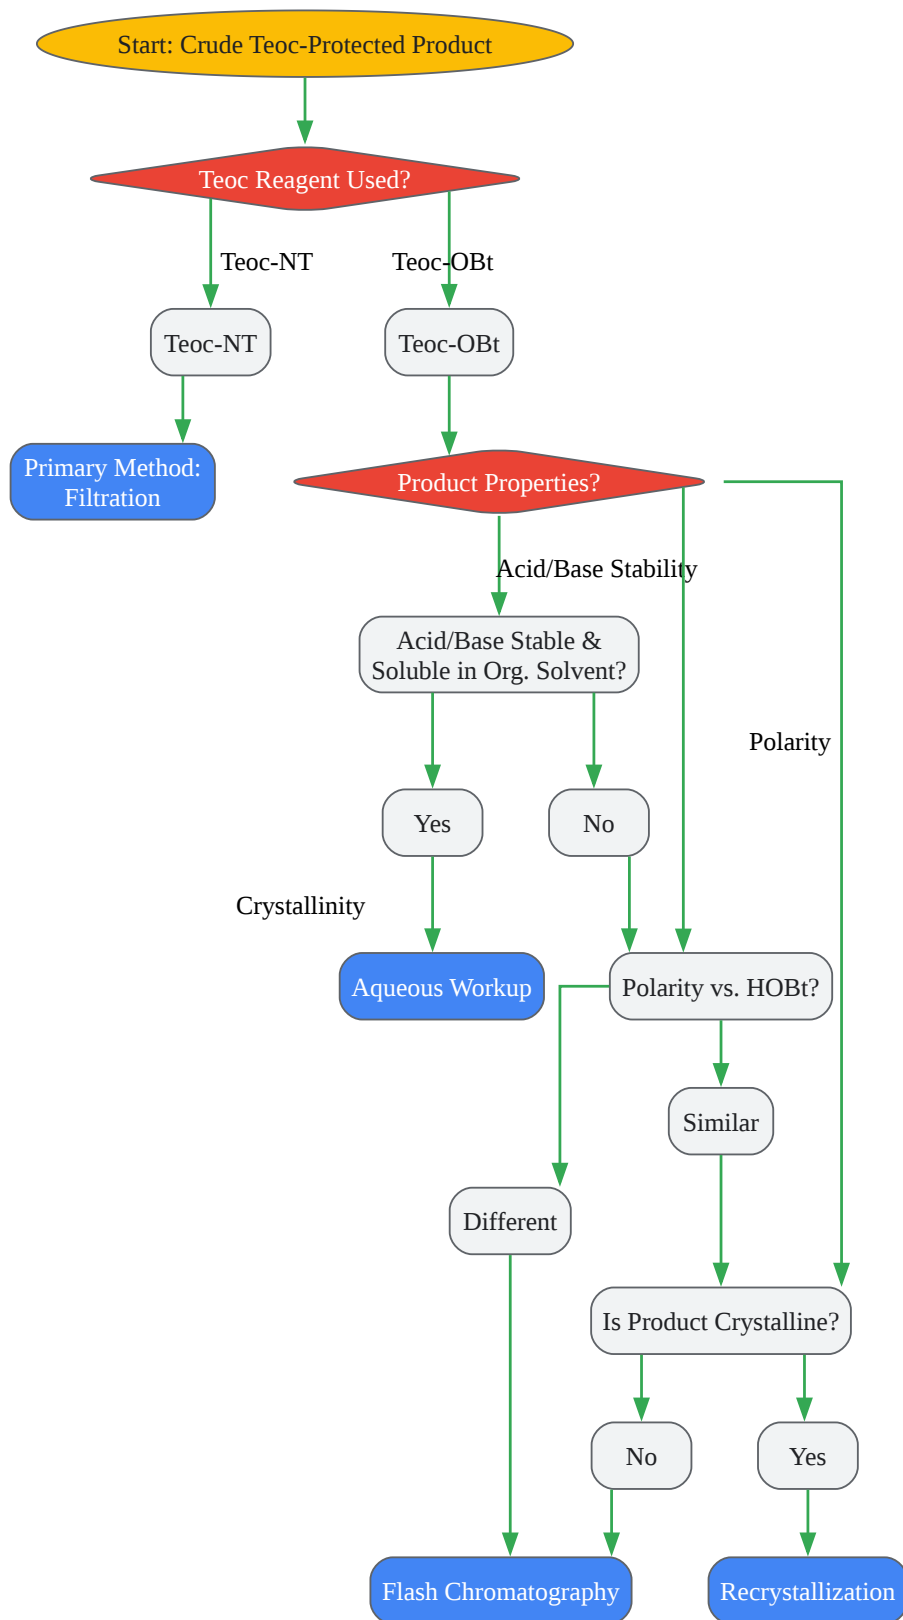 Start: Crude Teoc-Protected Product
Teoc Reagent Used?
Teoc-NT
Teoc-OBt
Teoc-NT
Teoc-OBt
Primary Method:
Filtration
Product Properties?
Acid/Base Stability
Acid/Base Stable &
Soluble in Org. Solvent?
Polarity
Yes
No
Crystallinity
Aqueous Workup
Polarity vs. HOBt?
Similar
Different
Is Product Crystalline?
No
Yes
Flash Chromatography
Recrystallization